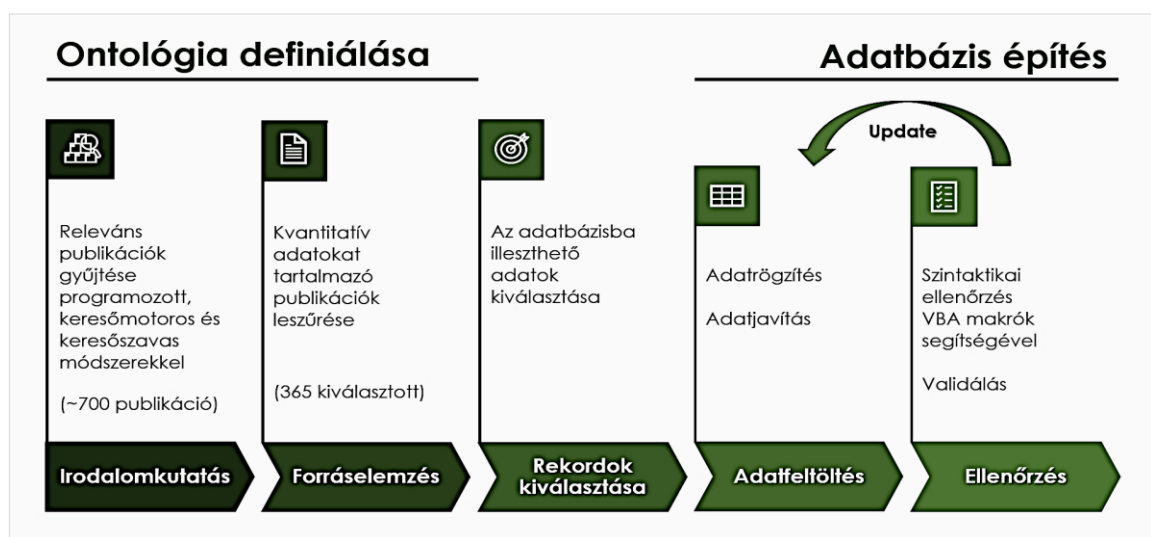 Ontológia definiálása
Adatbázis építés
Update
Releváns
publikációk
gyűjtése
programozott,
keresőmotoros és
keresőszavas
módszerekkel
(~700 publikáció)
Kvantitatív
adatokat
tartalmazó
publikációk
leszűrése
(365 kiválasztott)
Az adatbázisba
illeszthető
adatok
kiválasztása
Adatrögzítés
Adatjavítás
Szintaktikai
ellenőrzés
VBA makrók
segítségével
Validálás
Irodalomkutatás
Forráselemzés
Rekordok
kiválasztása
Adatfeltöltés
Ellenőrzés